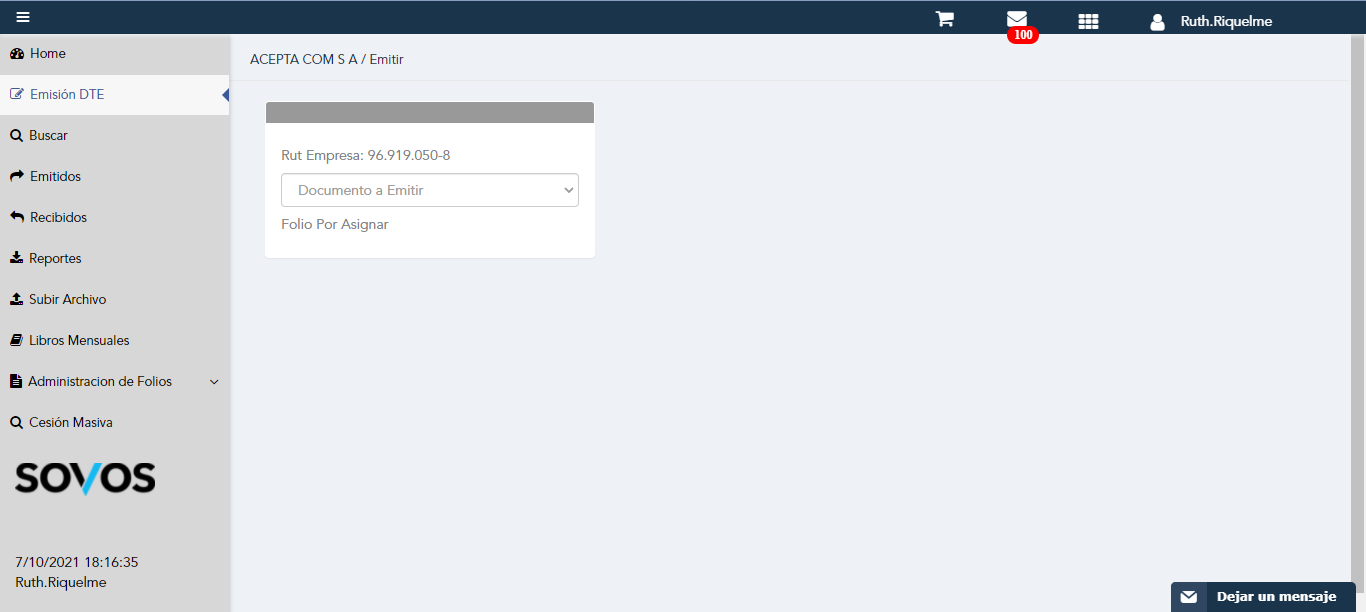 100
Ruth.Riquelme
Home
Emisión DTE
Buscar
Emitidos
Recibidos
Reportes
Subir Archivo
Libros Mensuales
Administracion de Folios
Cesión Masiva
SOVOS
7/10/2021 18:16:35
Ruth.Riquelme
ACEPTA COM S A / Emitir
Rut Empresa: 96.919.050-8
Documento a Emitir
Folio Por Asignar
Dejar un mensaje